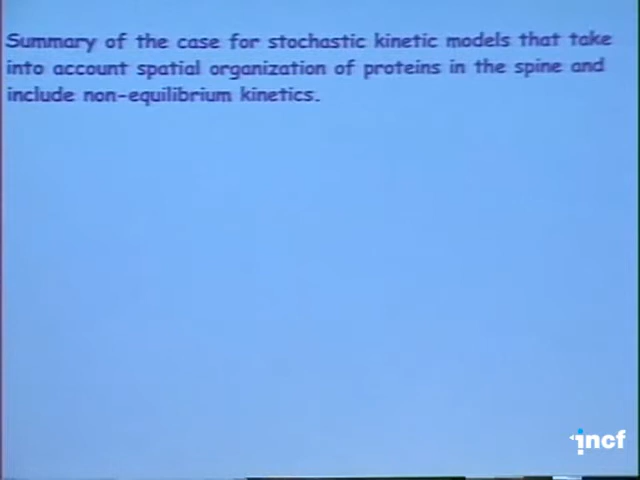 Summary of the case for stochastic kinetic models that take
into account spatial organization of proteins in the spine and
include non-equilibrium kinetics.
incf